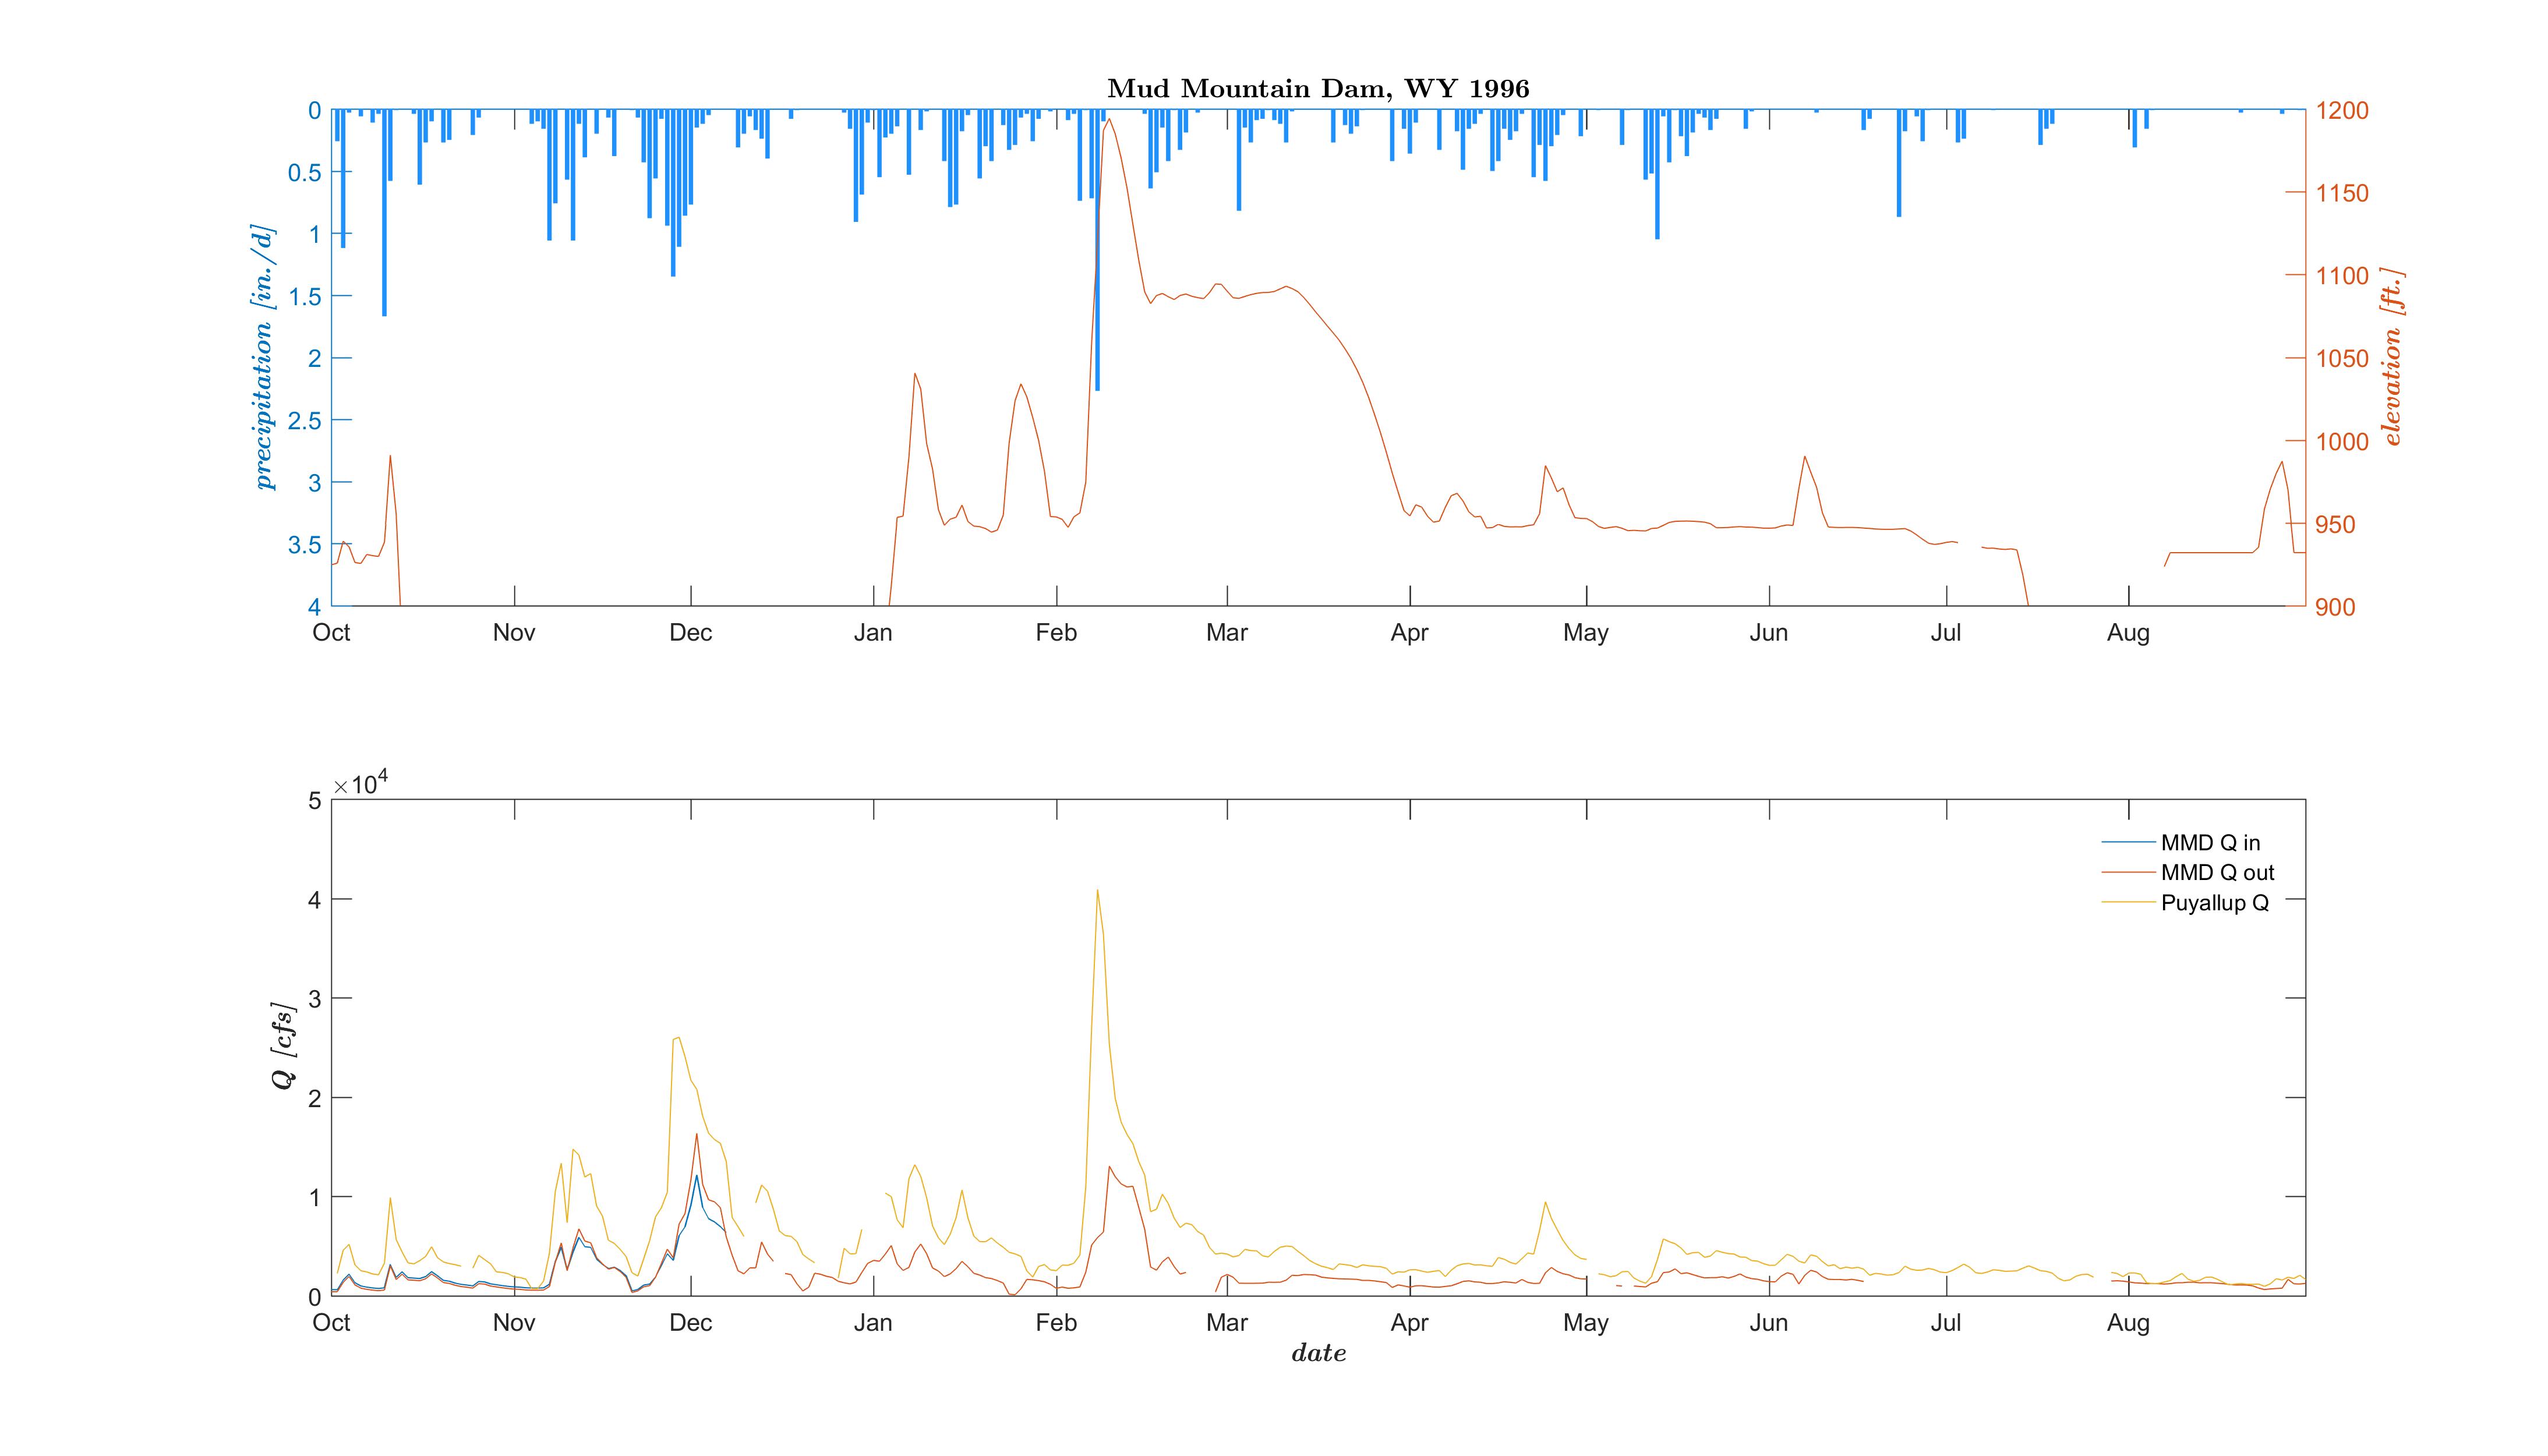 Mud Mountain Dam, WY 1996
precipitation [in./d]
0
0.5
1
1.5
2
2.5
3
3.5
4
1200
1150
1100
1050
1000
950
900
elevation [ft.]
Oct Nov Dec Jan Feb Mar Apr May Jun Jul Aug
×10⁴
Q [cfs]
5
4
3
2
1
0
MMD Q in
MMD Q out
Puyallup Q
Oct Nov Dec Jan Feb Mar Apr May Jun Jul Aug
date